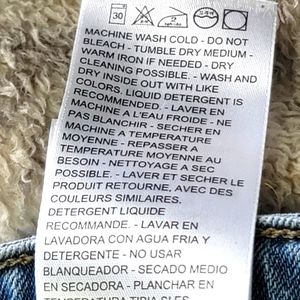 30 2
MACHINE WASH COLD - DO NOT
BLEACH - TUMBLE DRY MEDIUM -
WARM IRON IF NEEDED - DRY
CLEANING POSSIBLE. - WASH AND
DRY INSIDE OUT WITH LIKE
COLORS. LIQUID DETERGENT IS
RECOMMENDED. - LAVER EN
MACHINE A L'EAU FROIDE - NE
PAS BLANCHIR - SECHER EN
MACHINE A TEMPERATURE
MOYENNE - REPASSER A
TEMPERATURE MOYENNE AU
BESOIN - NETTOYAGE A SEC
POSSIBLE. - LAVER ET SECHER LE
PRODUIT RETOURNE, AVEC DES
COULEURS SIMILAIRES.
DETERGENT LIQUIDE
RECOMMANDE. - LAVAR EN
LAVADORA CON AGUA FRIA Y
DETERGENTE - NO USAR
BLANQUEADOR - SECADO MEDIO
EN SECADORA - PLANCHAR EN
TEMPERATURA TIBIA